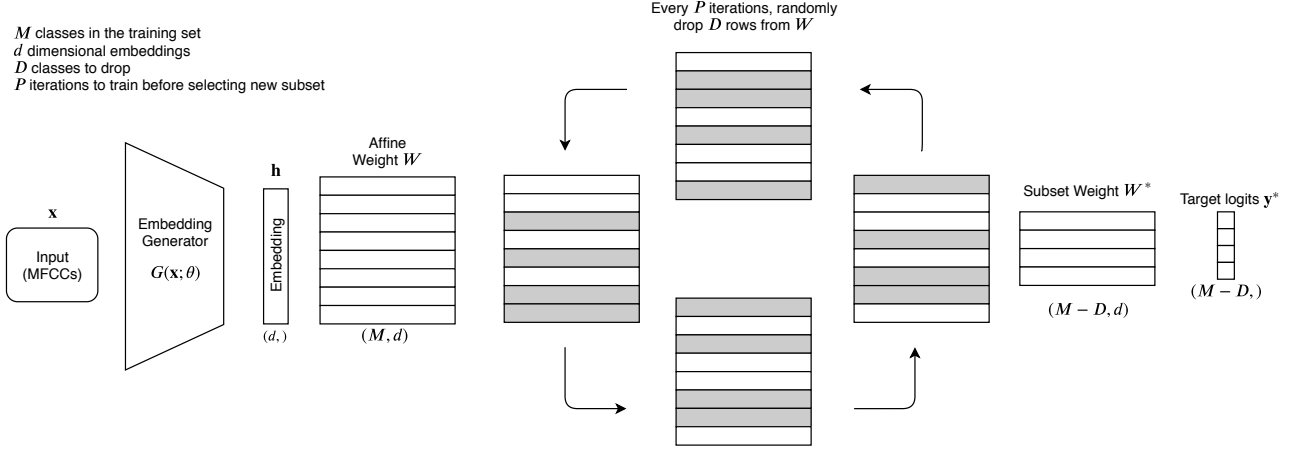 M classes in the training set
d dimensional embeddings
D classes to drop
P iterations to train before selecting new subset
x
Input
(MFCCs)
Embedding
Generator
G(x; θ)
h
Embedding
(d,)
Affine
Weight W
(M, d)
Every P iterations, randomly
drop D rows from W
Subset Weight W*
(M − D, d)
Target logits y*
(M − D,)